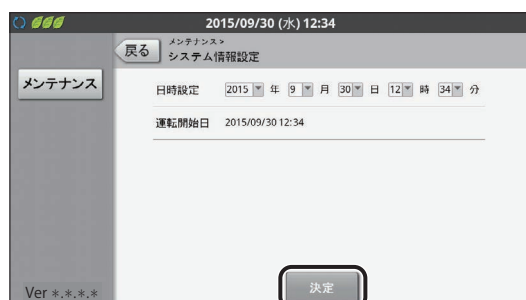 2015/09/30 (水) 12:34
戻る
メンテナンス >
システム情報設定
メンテナンス
日時設定 2015 年 9 月 30 日 12 時 34 分
運転開始日 2015/09/30 12:34
決定
Ver *.*.*.*